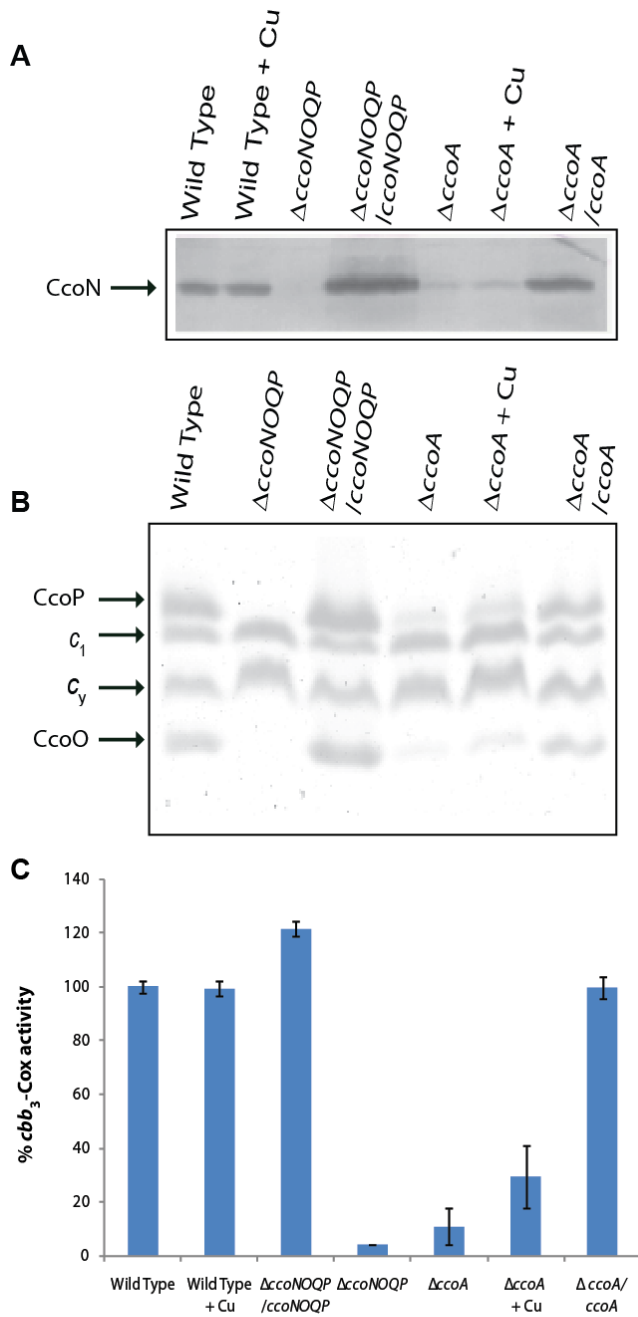 A
Wild Type
Wild Type + Cu
ΔccoNOQP
ΔccoNOQP
/ccoNOQP
ΔccoA
ΔccoA + Cu
ΔccoA
/ccoA
CcoN
B
Wild Type
ΔccoNOQP
ΔccoNOQP
/ccoNOQP
ΔccoA
ΔccoA + Cu
ΔccoA
/ccoA
CcoP
c1
cy
CcoO
C
% cbb3-Cox activity
140
120
100
80
60
40
20
0
Wild Type
Wild Type
+ Cu
ΔccoNOQP
/ccoNOQP
ΔccoNOQP
ΔccoA
ΔccoA
+ Cu
Δ ccoA/
ccoA